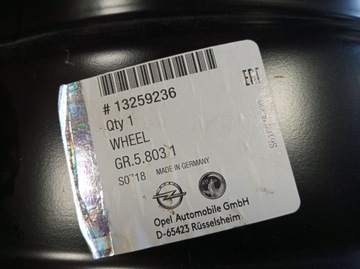 # 13259236
Qty 1
WHEEL
GR.5.803 1
S0718 MADE IN GERMANY
Opel Automobile GmbH
D-65423 Rüsselsheim
EAC